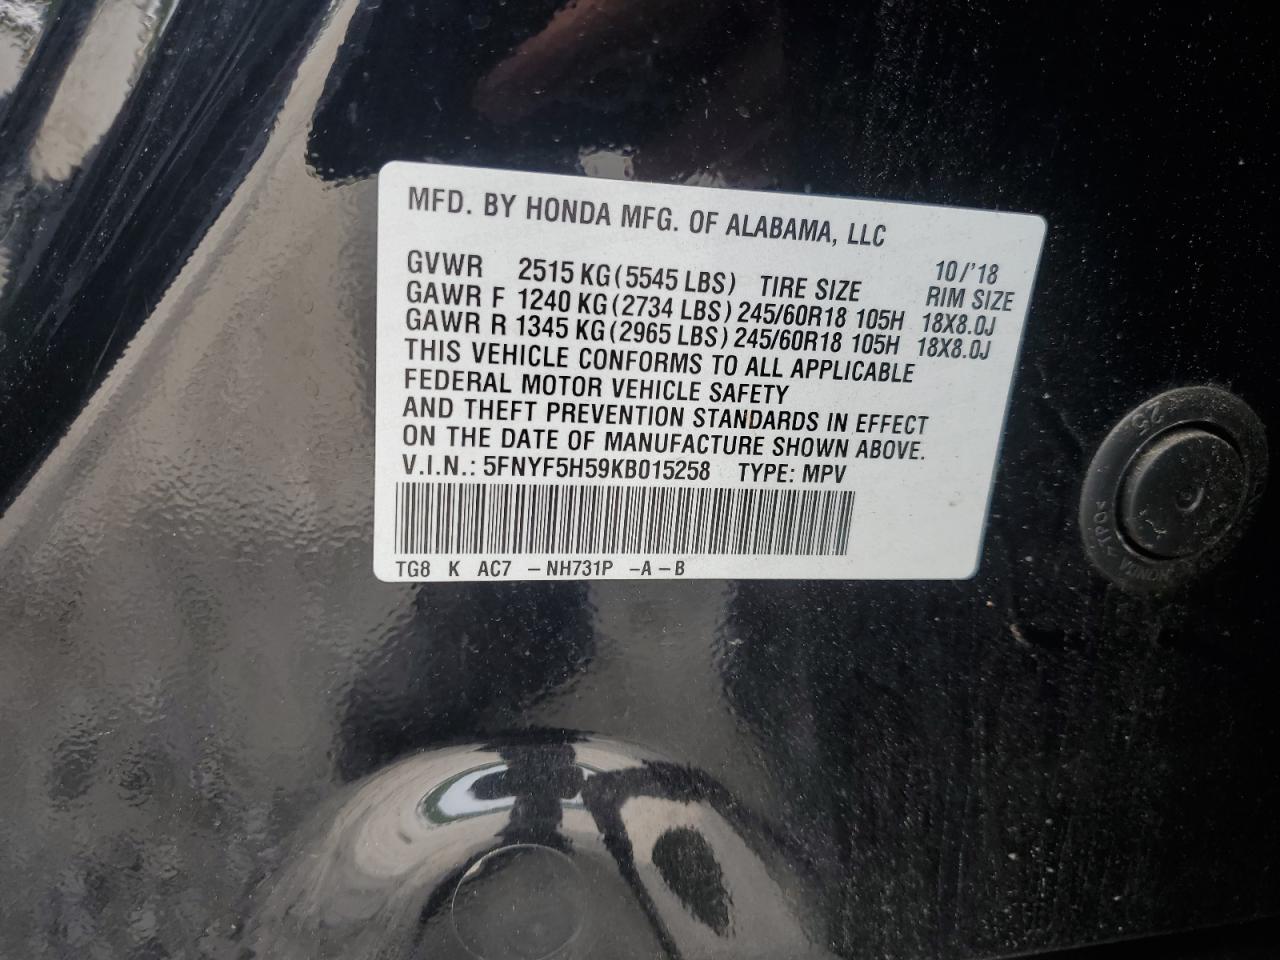 MFD. BY HONDA MFG. OF ALABAMA, LLC
10/'18
GVWR 2515 KG (5545 LBS) TIRE SIZE RIM SIZE
GAWR F 1240 KG (2734 LBS) 245/60R18 105H 18X8.0J
GAWR R 1345 KG (2965 LBS) 245/60R18 105H 18X8.0J
THIS VEHICLE CONFORMS TO ALL APPLICABLE
FEDERAL MOTOR VEHICLE SAFETY
AND THEFT PREVENTION STANDARDS IN EFFECT
ON THE DATE OF MANUFACTURE SHOWN ABOVE.
V.I.N.: 5FNYF5H59KB015258 TYPE: MPV
TG8 K AC7 -NH731P -A-B
25